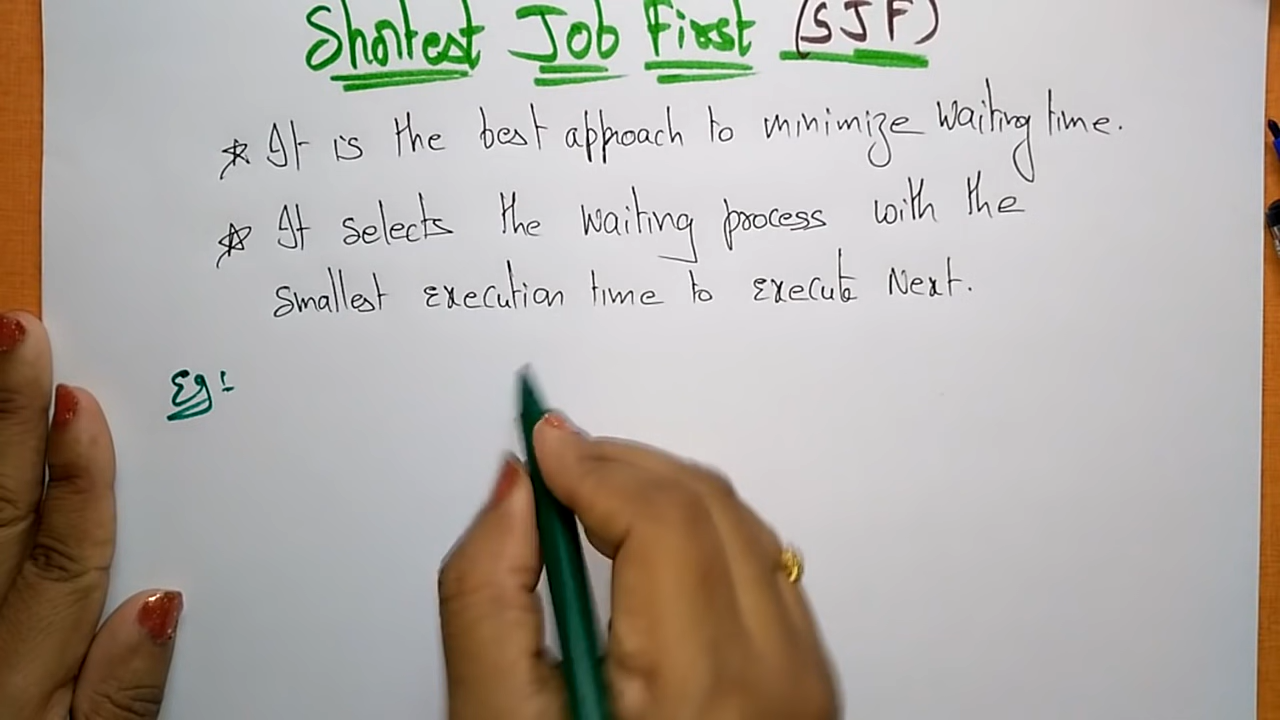 Shortest Job First (SJF)
* It is the best approach to minimize waiting time.
* It selects the waiting process with the
smallest execution time to execute Next.
Eg: